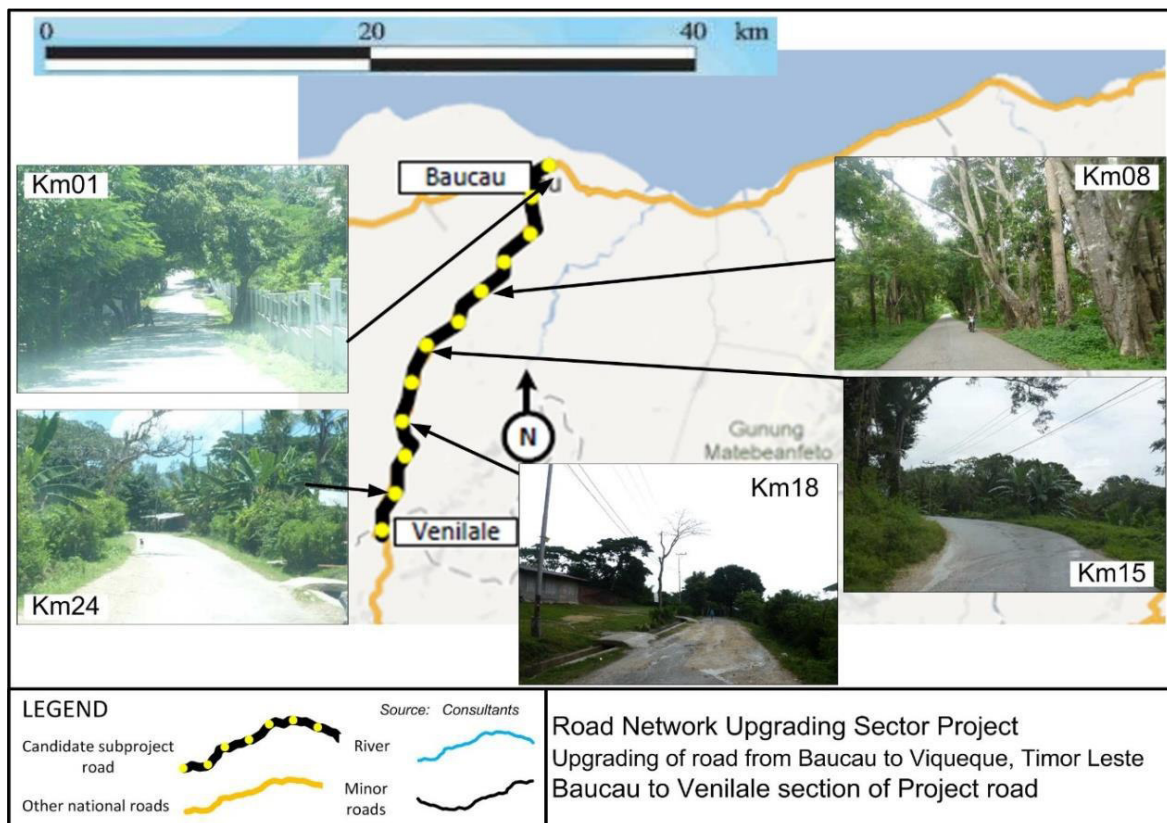 0 20 40 km
Km01
Baucau
Km08
Gunung
Matebeanfeto
N
Km18
Km15
Venilale
Km24
LEGEND
Source: Consultants
Candidate subproject
road
River
Other national roads
Minor
roads
Road Network Upgrading Sector Project
Upgrading of road from Baucau to Viqueque, Timor Leste
Baucau to Venilale section of Project road